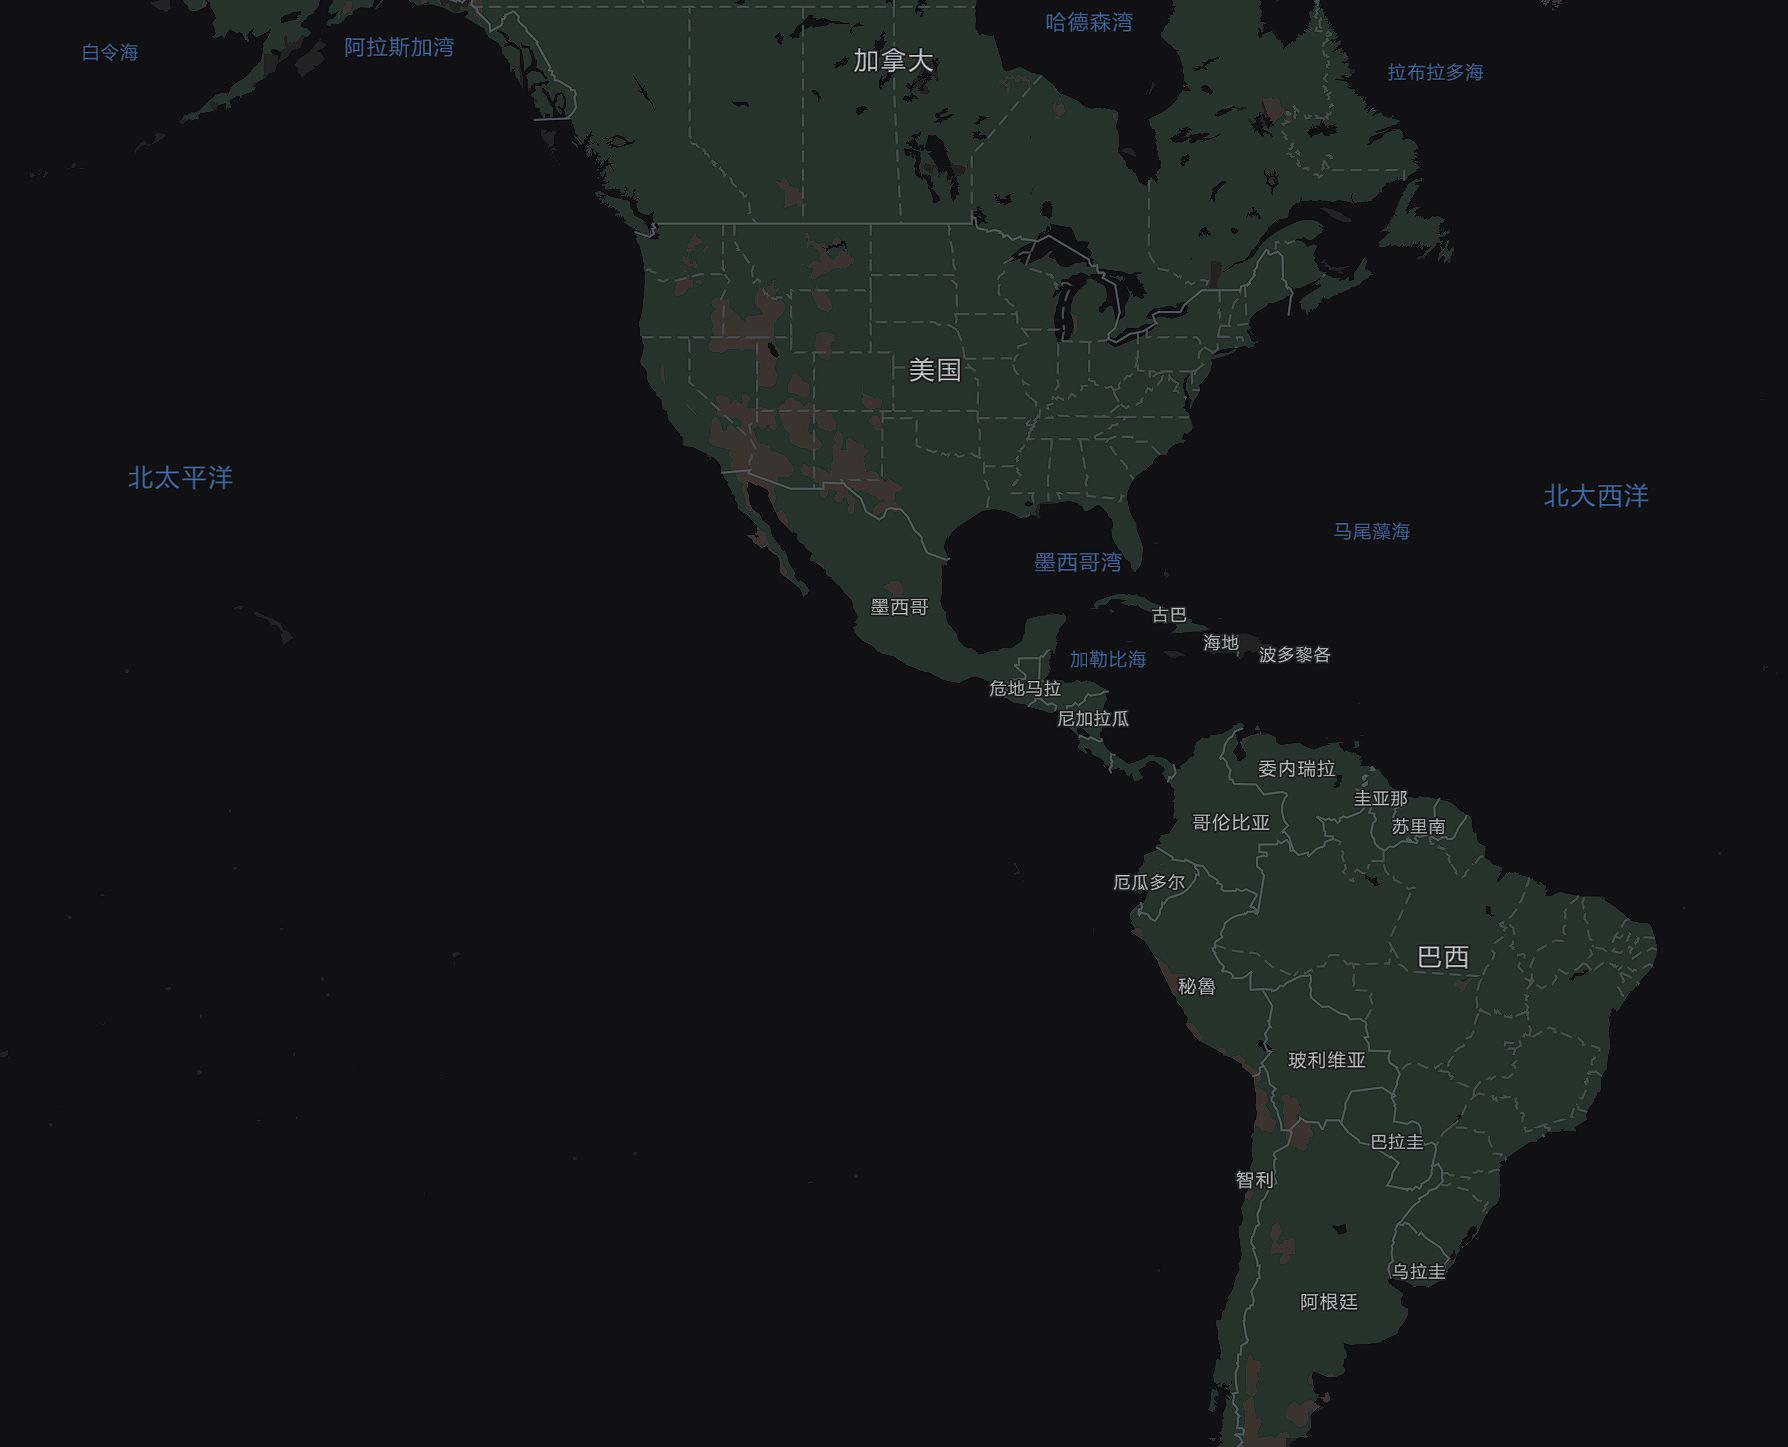 哈德森湾
白令海
阿拉斯加湾
加拿大
拉布拉多海
美国
北太平洋
北大西洋
马尾藻海
墨西哥湾
墨西哥
古巴
海地
波多黎各
加勒比海
危地马拉
尼加拉瓜
委内瑞拉
圭亚那
哥伦比亚
苏里南
厄瓜多尔
巴西
秘鲁
玻利维亚
巴拉圭
智利
乌拉圭
阿根廷